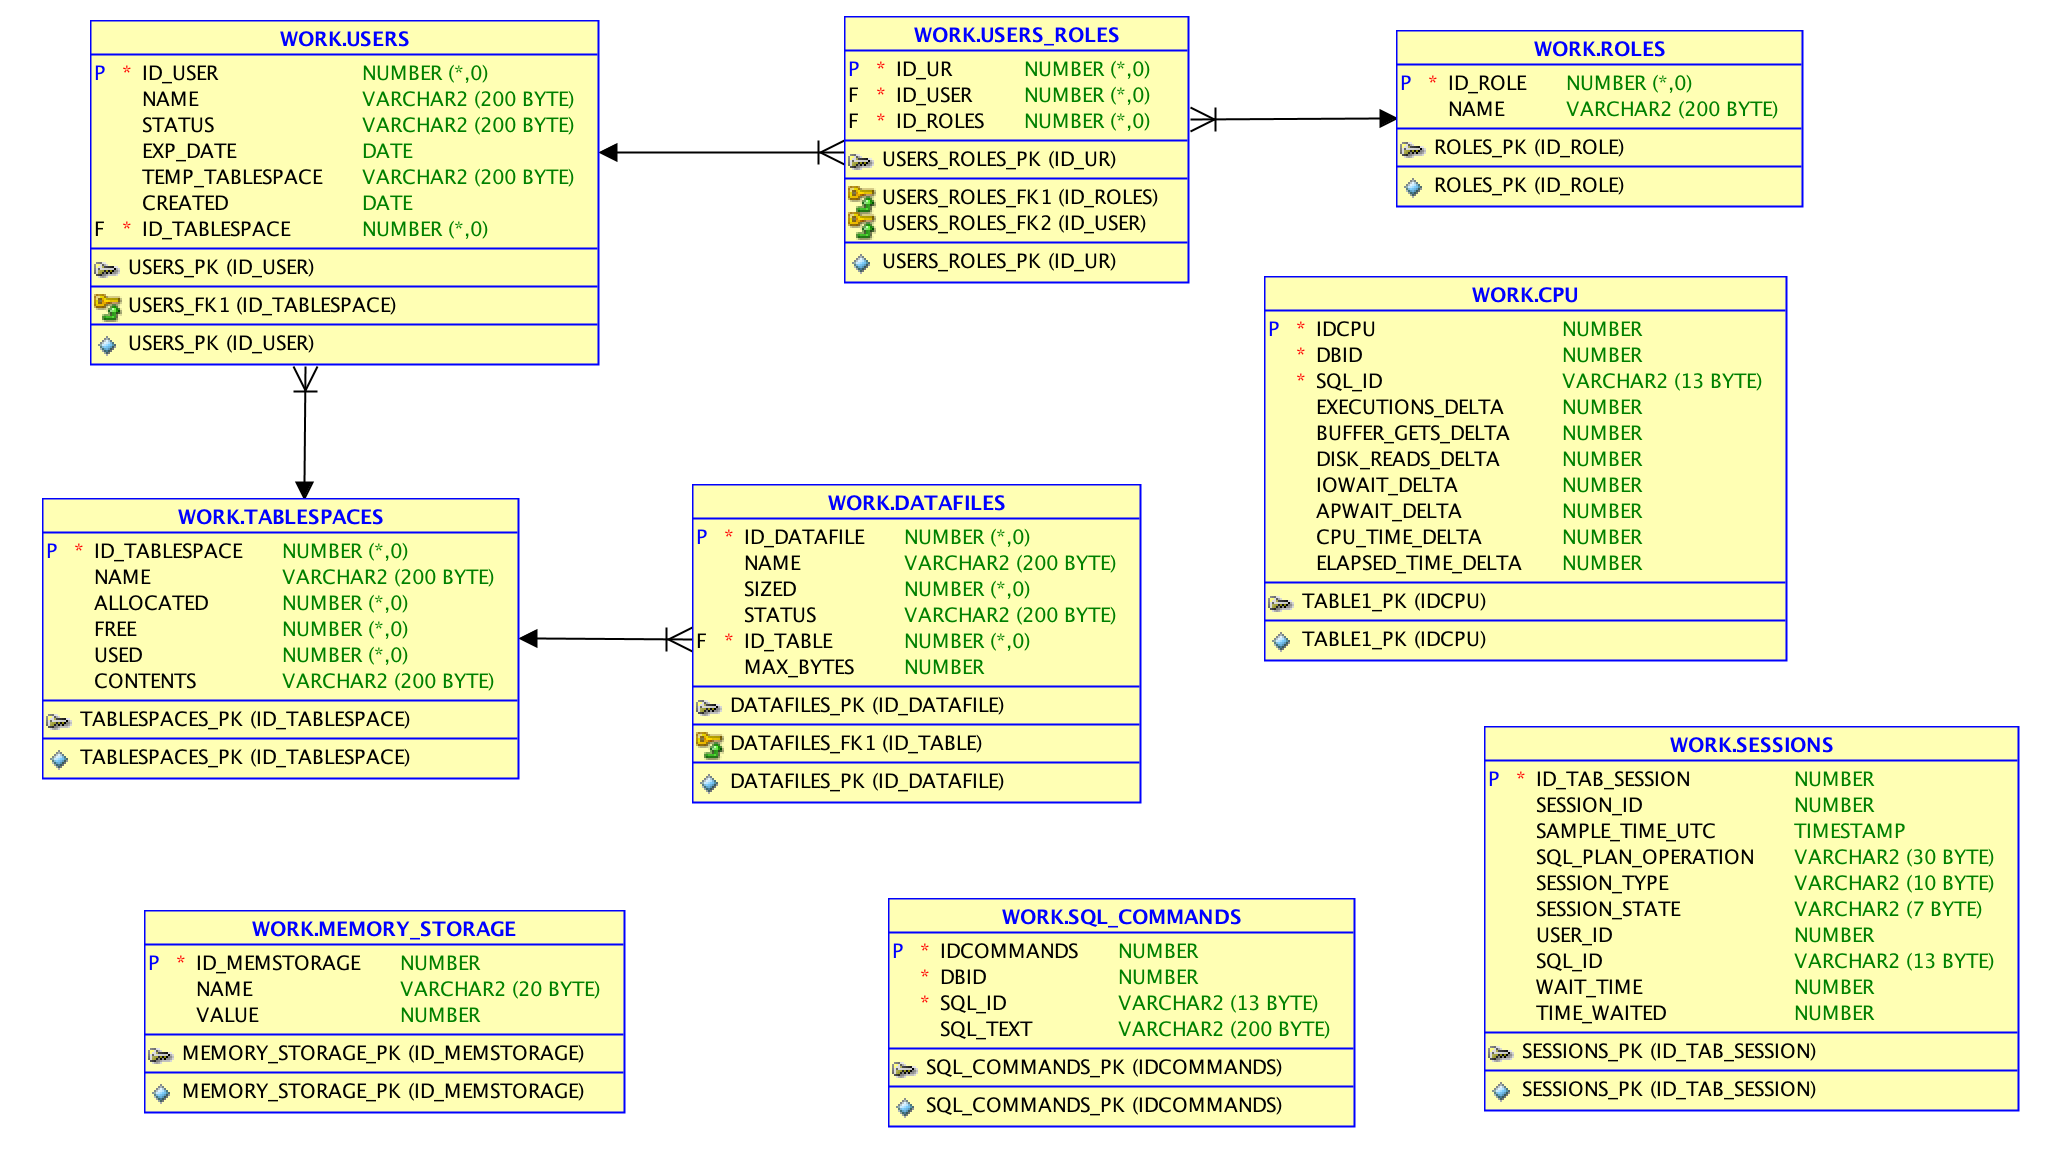 WORK.USERS
P * ID_USER NUMBER (*,0)
NAME VARCHAR2 (200 BYTE)
STATUS VARCHAR2 (200 BYTE)
EXP_DATE DATE
TEMP_TABLESPACE VARCHAR2 (200 BYTE)
CREATED DATE
F * ID_TABLESPACE NUMBER (*,0)
USERS_PK (ID_USER)
USERS_FK1 (ID_TABLESPACE)
USERS_PK (ID_USER)
WORK.USERS_ROLES
P * ID_UR NUMBER (*,0)
F * ID_USER NUMBER (*,0)
F * ID_ROLES NUMBER (*,0)
USERS_ROLES_PK (ID_UR)
USERS_ROLES_FK1 (ID_ROLES)
USERS_ROLES_FK2 (ID_USER)
USERS_ROLES_PK (ID_UR)
WORK.ROLES
P * ID_ROLE NUMBER (*,0)
NAME VARCHAR2 (200 BYTE)
ROLES_PK (ID_ROLE)
ROLES_PK (ID_ROLE)
WORK.CPU
P * IDCPU NUMBER
* DBID NUMBER
* SQL_ID VARCHAR2 (13 BYTE)
EXECUTIONS_DELTA NUMBER
BUFFER_GETS_DELTA NUMBER
DISK_READS_DELTA NUMBER
IOWAIT_DELTA NUMBER
APWAIT_DELTA NUMBER
CPU_TIME_DELTA NUMBER
ELAPSED_TIME_DELTA NUMBER
TABLE1_PK (IDCPU)
TABLE1_PK (IDCPU)
WORK.TABLESPACES
P * ID_TABLESPACE NUMBER (*,0)
NAME VARCHAR2 (200 BYTE)
ALLOCATED NUMBER (*,0)
FREE NUMBER (*,0)
USED NUMBER (*,0)
CONTENTS VARCHAR2 (200 BYTE)
TABLESPACES_PK (ID_TABLESPACE)
TABLESPACES_PK (ID_TABLESPACE)
WORK.DATAFILES
P * ID_DATAFILE NUMBER (*,0)
NAME VARCHAR2 (200 BYTE)
SIZED NUMBER (*,0)
STATUS VARCHAR2 (200 BYTE)
F * ID_TABLE NUMBER (*,0)
MAX_BYTES NUMBER
DATAFILES_PK (ID_DATAFILE)
DATAFILES_FK1 (ID_TABLE)
DATAFILES_PK (ID_DATAFILE)
WORK.SESSIONS
P * ID_TAB_SESSION NUMBER
SESSION_ID NUMBER
SAMPLE_TIME_UTC TIMESTAMP
SQL_PLAN_OPERATION VARCHAR2 (30 BYTE)
SESSION_TYPE VARCHAR2 (10 BYTE)
SESSION_STATE VARCHAR2 (7 BYTE)
USER_ID NUMBER
SQL_ID VARCHAR2 (13 BYTE)
WAIT_TIME NUMBER
TIME_WAITED NUMBER
SESSIONS_PK (ID_TAB_SESSION)
SESSIONS_PK (ID_TAB_SESSION)
WORK.MEMORY_STORAGE
P * ID_MEMSTORAGE NUMBER
NAME VARCHAR2 (20 BYTE)
VALUE NUMBER
MEMORY_STORAGE_PK (ID_MEMSTORAGE)
MEMORY_STORAGE_PK (ID_MEMSTORAGE)
WORK.SQL_COMMANDS
P * IDCOMMANDS NUMBER
* DBID NUMBER
* SQL_ID VARCHAR2 (13 BYTE)
SQL_TEXT VARCHAR2 (200 BYTE)
SQL_COMMANDS_PK (IDCOMMANDS)
SQL_COMMANDS_PK (IDCOMMANDS)